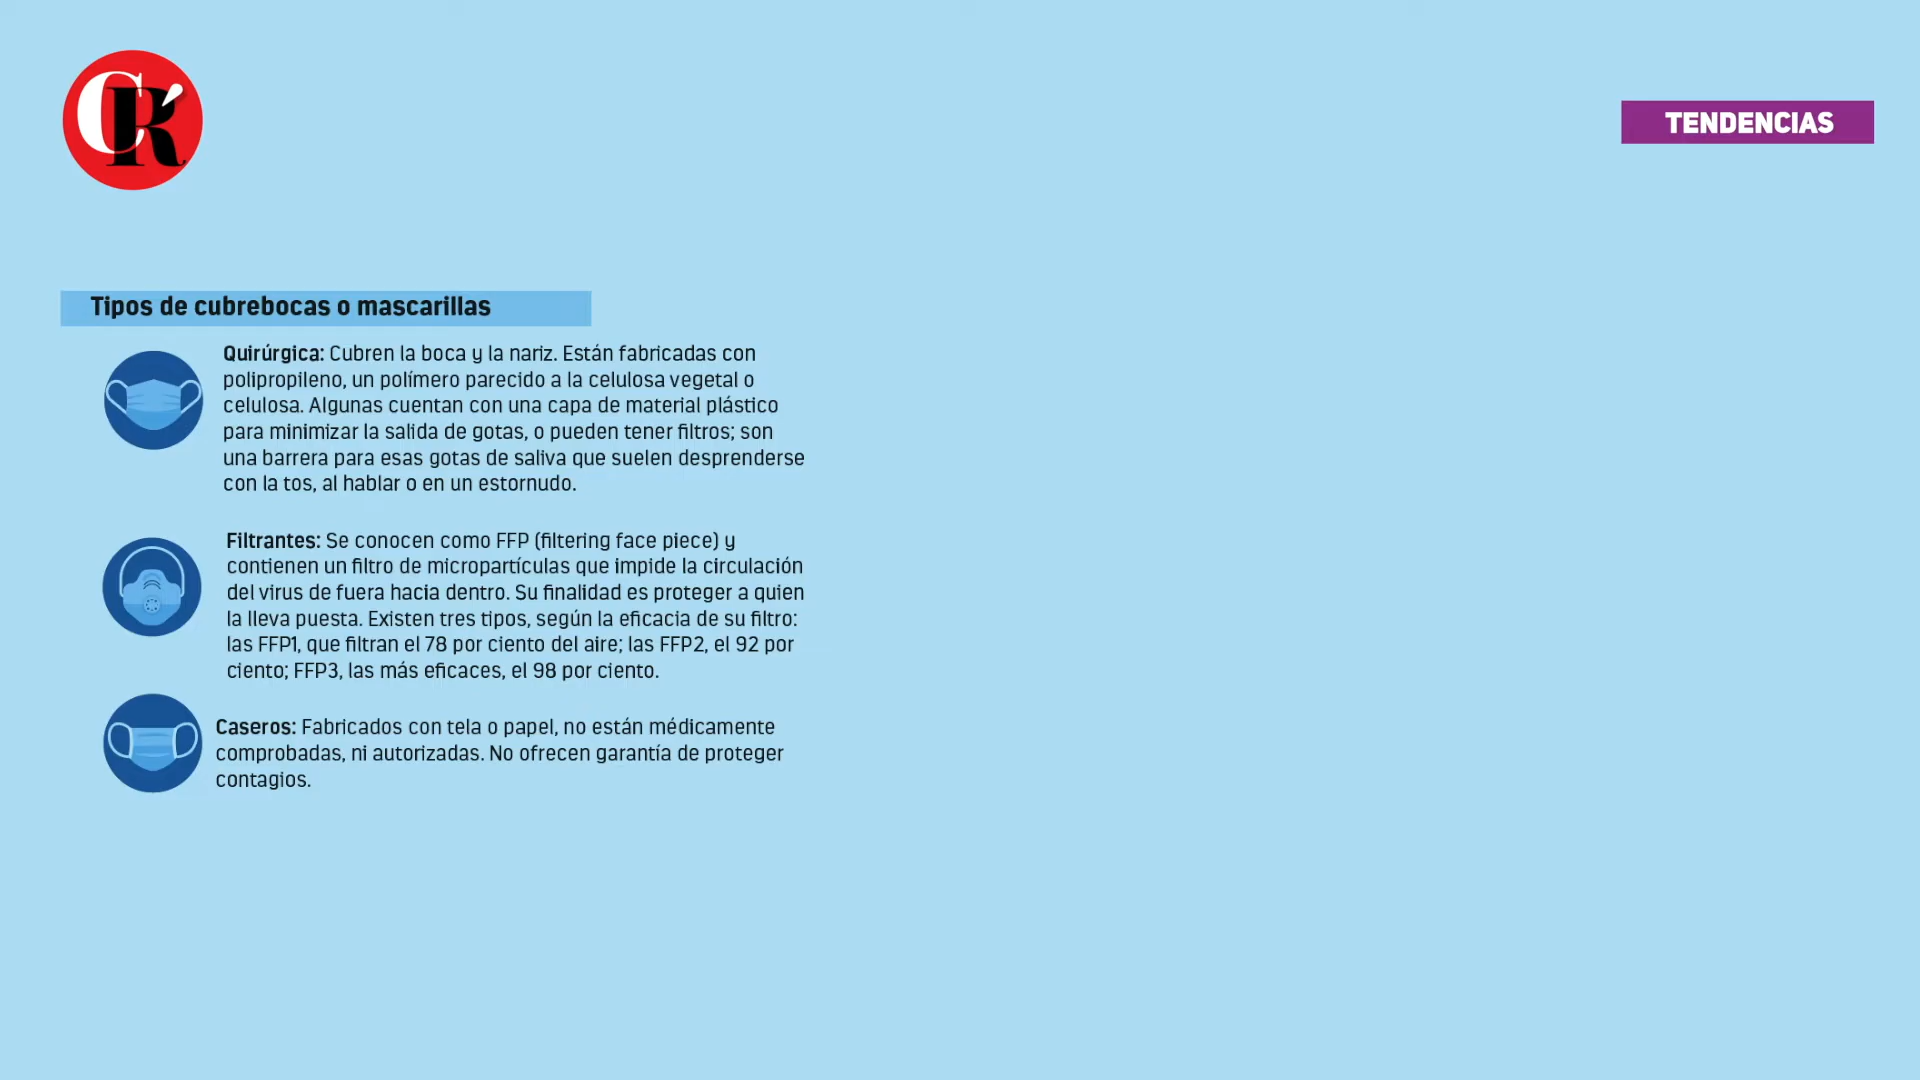 CR
TENDENCIAS
Tipos de cubrebocas o mascarillas
Quirúrgica: Cubren la boca y la nariz. Están fabricadas con
polipropileno, un polímero parecido a la celulosa vegetal o
celulosa. Algunas cuentan con una capa de material plástico
para minimizar la salida de gotas, o pueden tener filtros; son
una barrera para esas gotas de saliva que suelen desprenderse
con la tos, al hablar o en un estornudo.
Filtrantes: Se conocen como FFP (filtering face piece) y
contienen un filtro de micropartículas que impide la circulación
del virus de fuera hacia dentro. Su finalidad es proteger a quien
la lleva puesta. Existen tres tipos, según la eficacia de su filtro:
las FFP1, que filtran el 78 por ciento del aire; las FFP2, el 92 por
ciento; FFP3, las más eficaces, el 98 por ciento.
Caseros: Fabricados con tela o papel, no están médicamente
comprobadas, ni autorizadas. No ofrecen garantía de proteger
contagios.